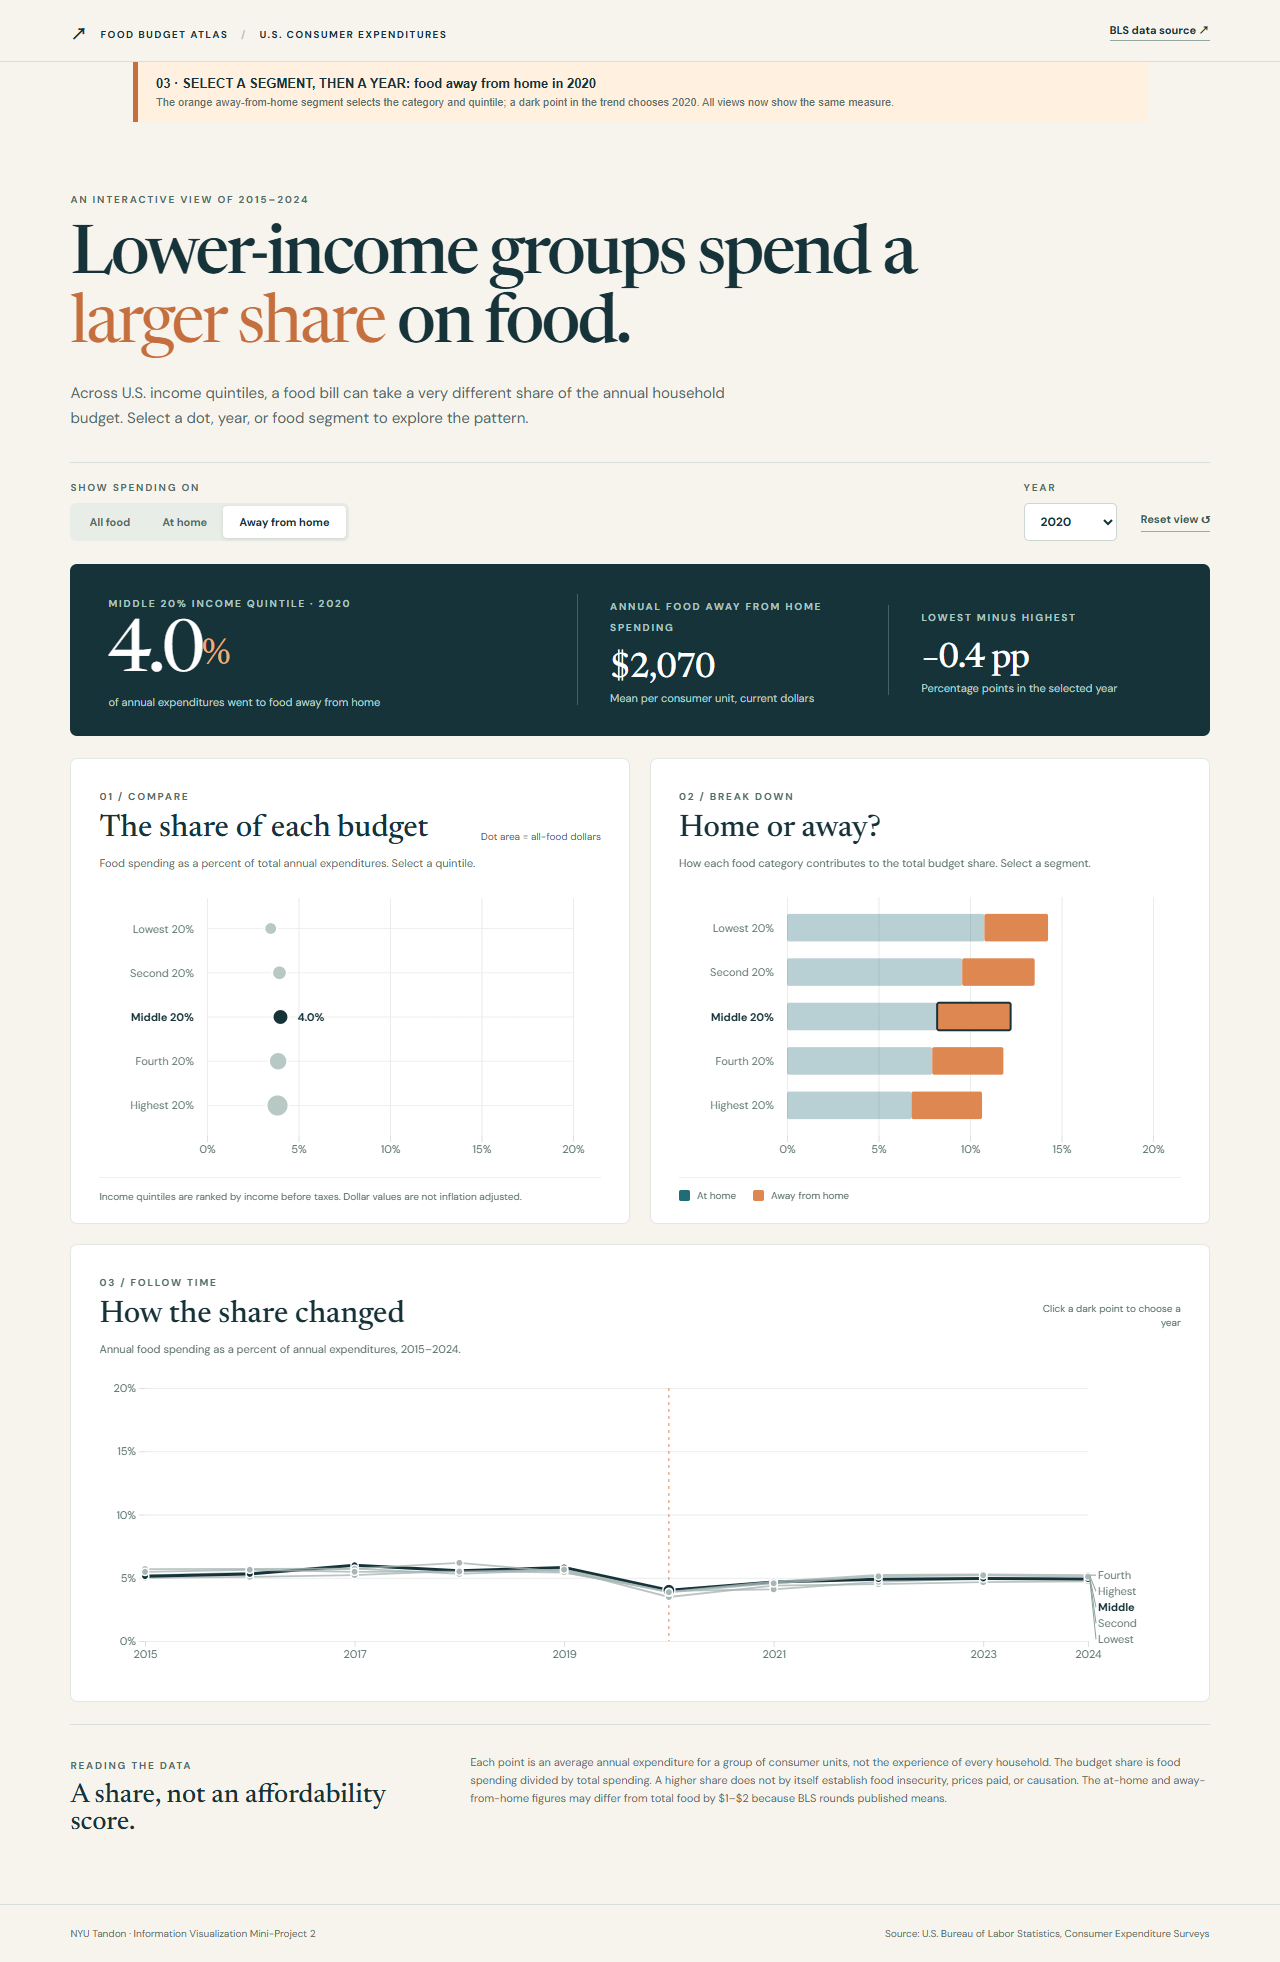 ↗ FOOD BUDGET ATLAS / U.S. CONSUMER EXPENDITURES
BLS data source ↗
03 · SELECT A SEGMENT, THEN A YEAR: food away from home in 2020
The orange away-from-home segment selects the category and quintile; a dark point in the trend chooses 2020. All views now show the same measure.
AN INTERACTIVE VIEW OF 2015–2024
Lower-income groups spend a
larger share on food.
Across U.S. income quintiles, a food bill can take a very different share of the annual household
budget. Select a dot, year, or food segment to explore the pattern.
SHOW SPENDING ON
All food At home Away from home
YEAR
2020
Reset view ↺
MIDDLE 20% INCOME QUINTILE · 2020
4.0%
of annual expenditures went to food away from home
ANNUAL FOOD AWAY FROM HOME
SPENDING
$2,070
Mean per consumer unit, current dollars
LOWEST MINUS HIGHEST
−0.4 pp
Percentage points in the selected year
01 / COMPARE
The share of each budget
Dot area = all-food dollars
Food spending as a percent of total annual expenditures. Select a quintile.
Lowest 20%
Second 20%
Middle 20% 4.0%
Fourth 20%
Highest 20%
0% 5% 10% 15% 20%
Income quintiles are ranked by income before taxes. Dollar values are not inflation adjusted.
02 / BREAK DOWN
Home or away?
How each food category contributes to the total budget share. Select a segment.
Lowest 20%
Second 20%
Middle 20%
Fourth 20%
Highest 20%
0% 5% 10% 15% 20%
At home Away from home
03 / FOLLOW TIME
How the share changed
Click a dark point to choose a
year
Annual food spending as a percent of annual expenditures, 2015–2024.
20%
15%
10%
5%
0%
Fourth
Highest
Middle
Second
Lowest
2015 2017 2019 2021 2023 2024
READING THE DATA
A share, not an affordability
score.
Each point is an average annual expenditure for a group of consumer units, not the experience of every household. The budget share is food
spending divided by total spending. A higher share does not by itself establish food insecurity, prices paid, or causation. The at-home and away-
from-home figures may differ from total food by $1–$2 because BLS rounds published means.
NYU Tandon · Information Visualization Mini-Project 2
Source: U.S. Bureau of Labor Statistics, Consumer Expenditure Surveys